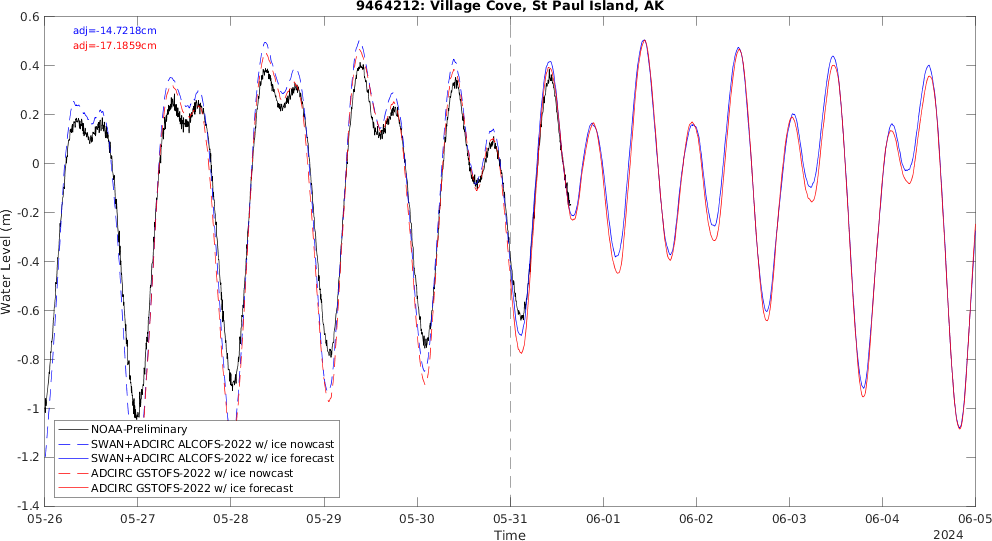 9464212: Village Cove, St Paul Island, AK
0.6
adj=-14.7218cm
adj=-17.1859cm
0.4
0.2
0
-0.2
-0.4
-0.6
-0.8
-1
-1.2
-1.4
Water Level (m)
NOAA-Preliminary
SWAN+ADCIRC ALCOFS-2022 w/ ice nowcast
SWAN+ADCIRC ALCOFS-2022 w/ ice forecast
ADCIRC GSTOFS-2022 w/ ice nowcast
ADCIRC GSTOFS-2022 w/ ice forecast
05-26 05-27 05-28 05-29 05-30 05-31 06-01 06-02 06-03 06-04 06-05
Time
2024